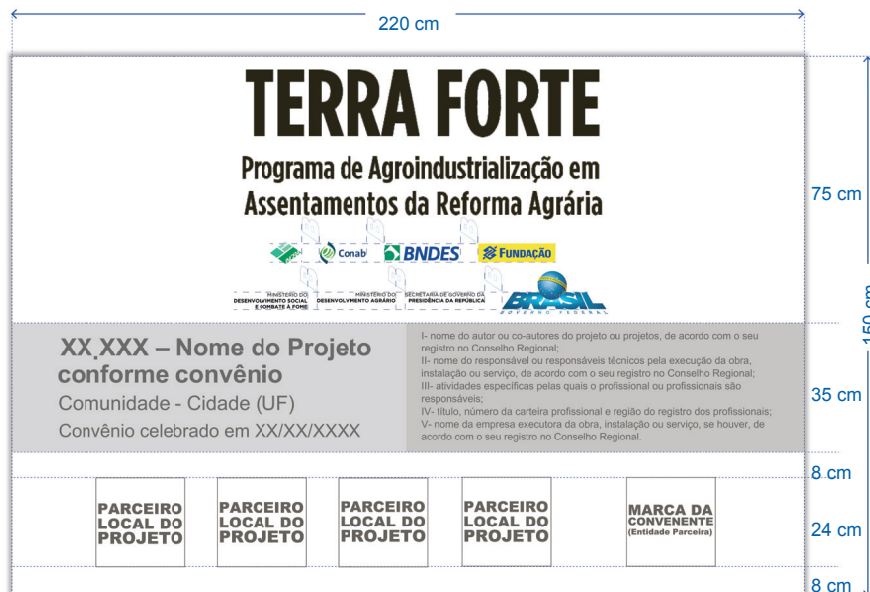 220 cm
TERRA FORTE
Programa de Agroindustrialização em
Assentamentos da Reforma Agrária
75 cm
Conab BNDES FUNDAÇÃO
MINISTÉRIO DO
DESENVOLVIMENTO SOCIAL
E COMBATE À FOME
MINISTÉRIO DO
DESENVOLVIMENTO AGRÁRIO
SECRETARIA DE GOVERNO DA
PRESIDÊNCIA DA REPÚBLICA
BRASIL
GOVERNO FEDERAL
150 cm
XX.XXX – Nome do Projeto
conforme convênio
Comunidade - Cidade (UF)
Convênio celebrado em XX/XX/XXXX
I- nome do autor ou co-autores do projeto ou projetos, de acordo com o seu
registro no Conselho Regional;
II- nome do responsável ou responsáveis técnicos pela execução da obra,
instalação ou serviço, de acordo com o seu registro no Conselho Regional;
III- atividades específicas pelas quais o profissional ou profissionais são
responsáveis;
IV- título, número da carteira profissional e região do registro dos profissionais;
V- nome da empresa executora da obra, instalação ou serviço, se houver, de
acordo com o seu registro no Conselho Regional.
35 cm
8 cm
PARCEIRO
LOCAL DO
PROJETO
PARCEIRO
LOCAL DO
PROJETO
PARCEIRO
LOCAL DO
PROJETO
PARCEIRO
LOCAL DO
PROJETO
MARCA DA
CONVENENTE
(Entidade Parceira)
24 cm
8 cm